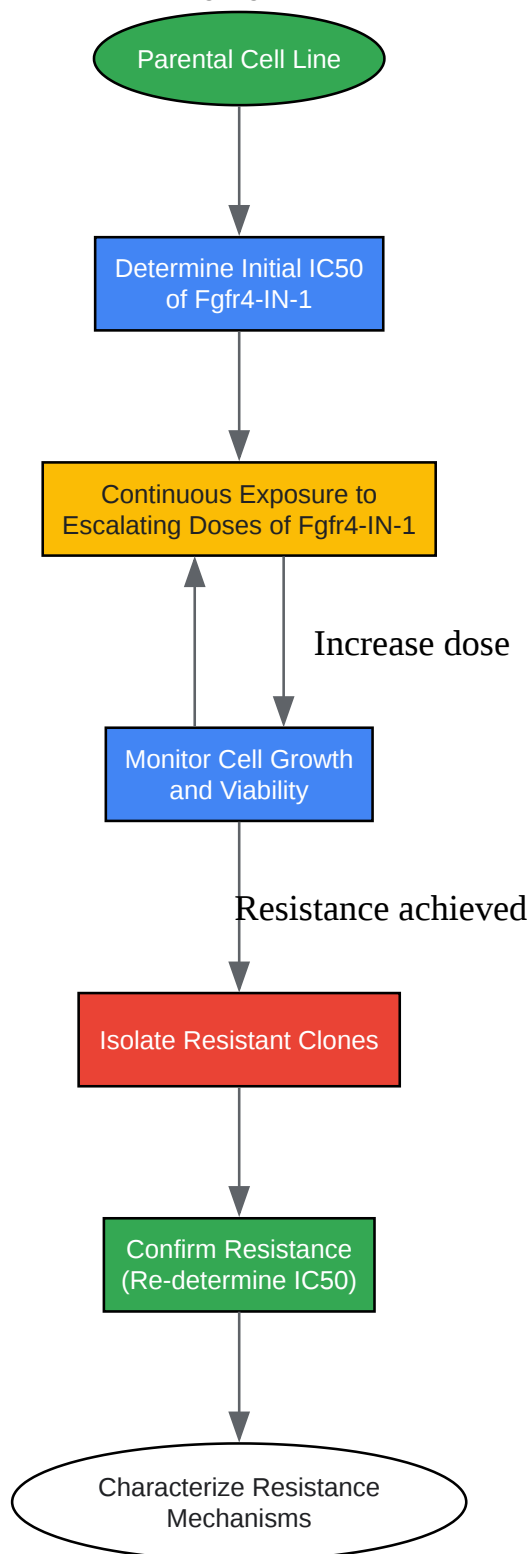 Parental Cell Line
Determine Initial IC50
of Fgfr4-IN-1
Continuous Exposure to
Escalating Doses of Fgfr4-IN-1
Increase dose
Monitor Cell Growth
and Viability
Resistance achieved
Isolate Resistant Clones
Confirm Resistance
(Re-determine IC50)
Characterize Resistance
Mechanisms